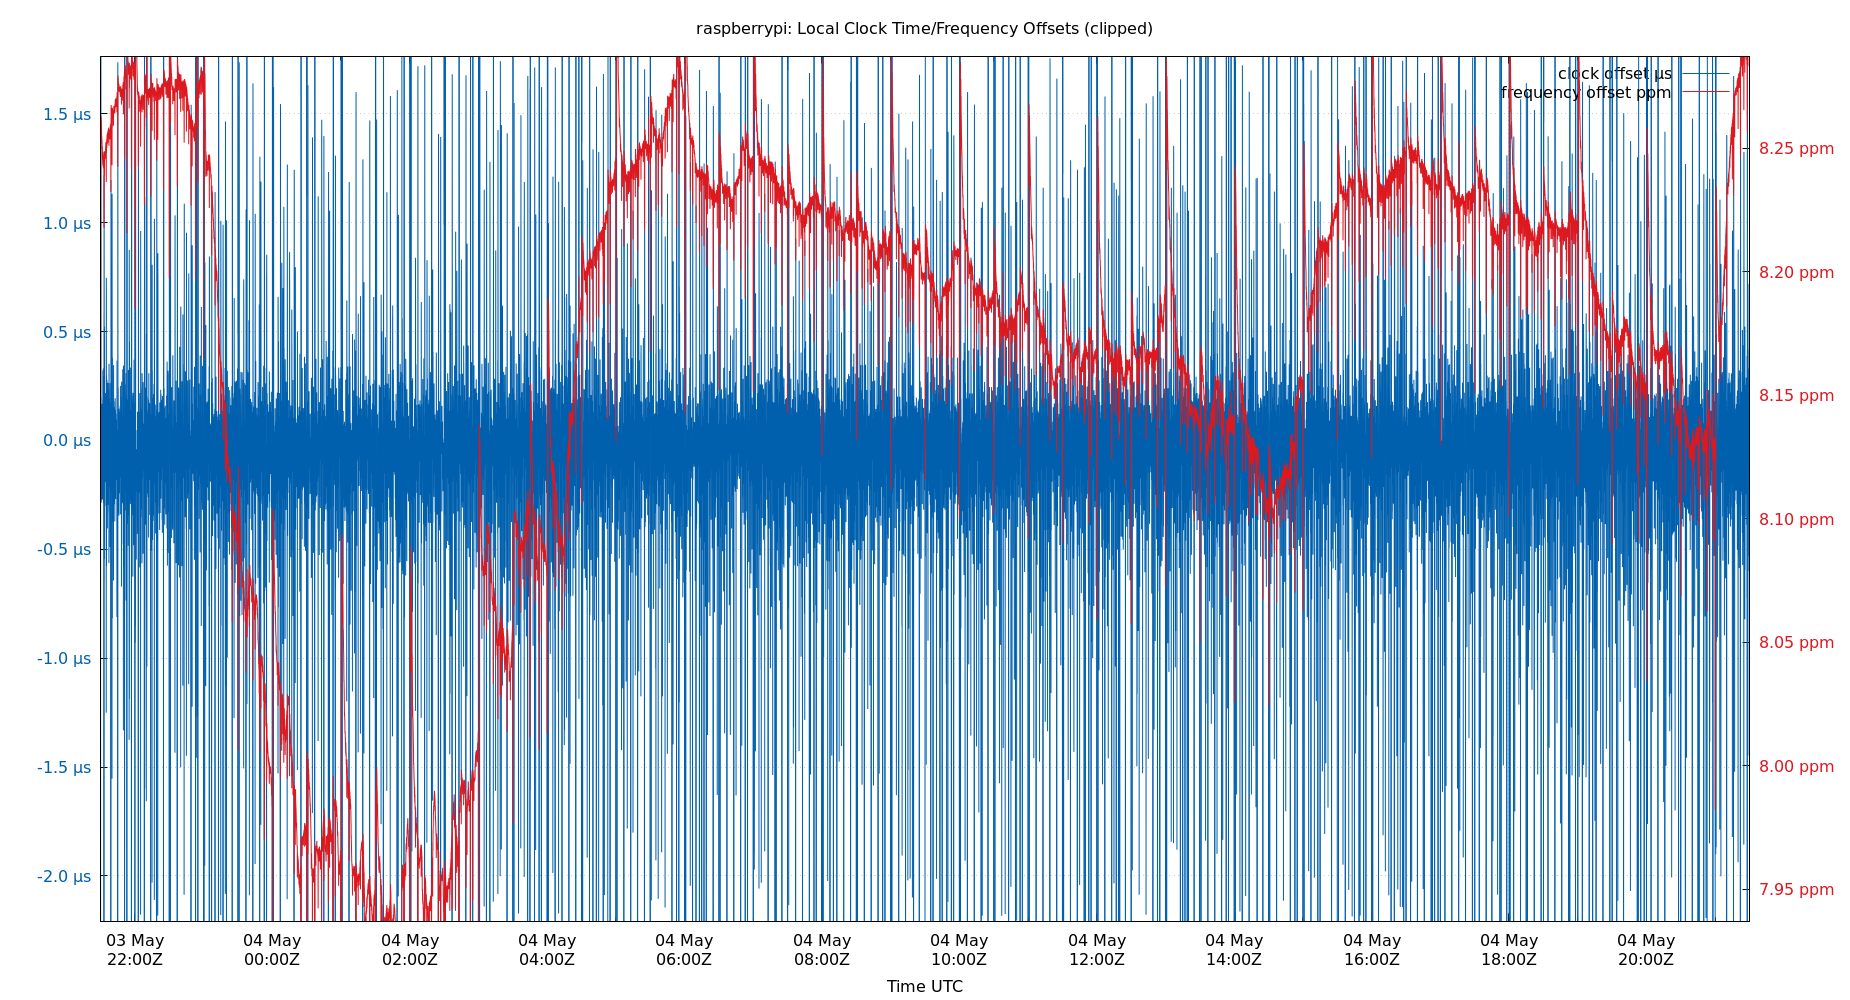 raspberrypi: Local Clock Time/Frequency Offsets (clipped)
clock offset µs
frequency offset ppm
1.5 µs
1.0 µs
0.5 µs
0.0 µs
-0.5 µs
-1.0 µs
-1.5 µs
-2.0 µs
8.25 ppm
8.20 ppm
8.15 ppm
8.10 ppm
8.05 ppm
8.00 ppm
7.95 ppm
03 May 04 May 04 May 04 May 04 May 04 May 04 May 04 May 04 May 04 May 04 May 04 May
22:00Z 00:00Z 02:00Z 04:00Z 06:00Z 08:00Z 10:00Z 12:00Z 14:00Z 16:00Z 18:00Z 20:00Z
Time UTC